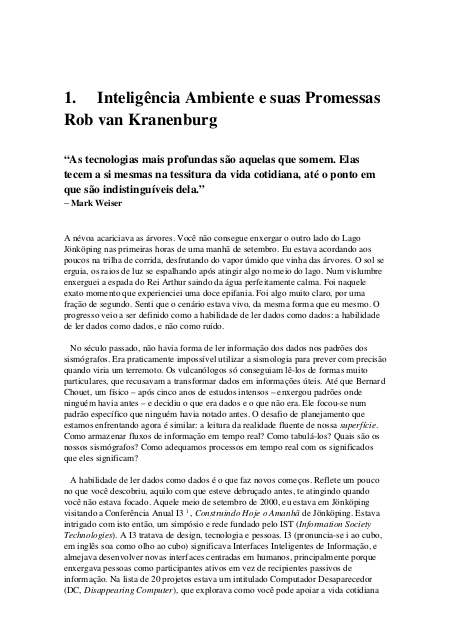 1. Inteligência Ambiente e suas Promessas
Rob van Kranenburg
“As tecnologias mais profundas são aquelas que somem. Elas
tecem a si mesmas na tessitura da vida cotidiana, até o ponto em
que são indistinguíveis dela.”
– Mark Weiser
A névoa acariciava as árvores. Você não consegue enxergar o outro lado do Lago
Jönköping nas primeiras horas de uma manhã de setembro. Eu estava acordando aos
poucos na trilha de corrida, desfrutando do vapor úmido que vinha das árvores. O sol se
erguia, os raios de luz se espalhando após atingir algo no meio do lago. Num vislumbre
enxerguei a espada do Rei Arthur saindo da água perfeitamente calma. Foi naquele
exato momento que experienciei uma doce epifania. Foi algo muito claro, por uma
fração de segundo. Senti que o cenário estava vivo, da mesma forma que eu mesmo. O
progresso veio a ser definido como a habilidade de ler dados como dados: a habilidade
de ler dados como dados, e não como ruído.
No século passado, não havia forma de ler informação dos dados nos padrões dos
sismógrafos. Era praticamente impossível utilizar a sismologia para prever com precisão
quando viria um terremoto. Os vulcanólogos só conseguiam lê-los de formas muito
particulares, que recusavam a transformar dados em informações úteis. Até que Bernard
Chouet, um físico – após cinco anos de estudos intensos – enxergou padrões onde
ninguém havia antes – e decidiu o que era dados e o que não era. Ele focou-se num
padrão específico que ninguém havia notado antes. O desafio de planejamento que
estamos enfrentando agora é similar: a leitura da realidade fluente de nossa superfície.
Como armazenar fluxos de informação em tempo real? Como tabulá-los? Quais são os
nossos sismógrafos? Como adequamos processos em tempo real com os significados
que eles significam?
A habilidade de ler dados como dados é o que faz novos começos. Reflete um pouco
no que você descobriu, aquilo com que esteve debruçado antes, te atingindo quando
você não estava focado. Aquele meio de setembro de 2000, eu estava em Jönköping
visitando a Conferência Anual I3 1 , Construindo Hoje o Amanhã de Jönköping. Estava
intrigado com isto então, um simpósio e rede fundado pelo IST (Information Society
Technologies). A I3 tratava de design, tecnologia e pessoas. I3 (pronuncia-se i ao cubo,
em inglês soa como olho ao cubo) significava Interfaces Inteligentes de Informação, e
almejava desenvolver novas interfaces centradas em humanos, principalmente porque
enxergava pessoas como participantes ativos em vez de recipientes passivos de
informação. Na lista de 20 projetos estava um intitulado Computador Desaparecedor
(DC, Disappearing Computer), que explorava como você pode apoiar a vida cotidiana